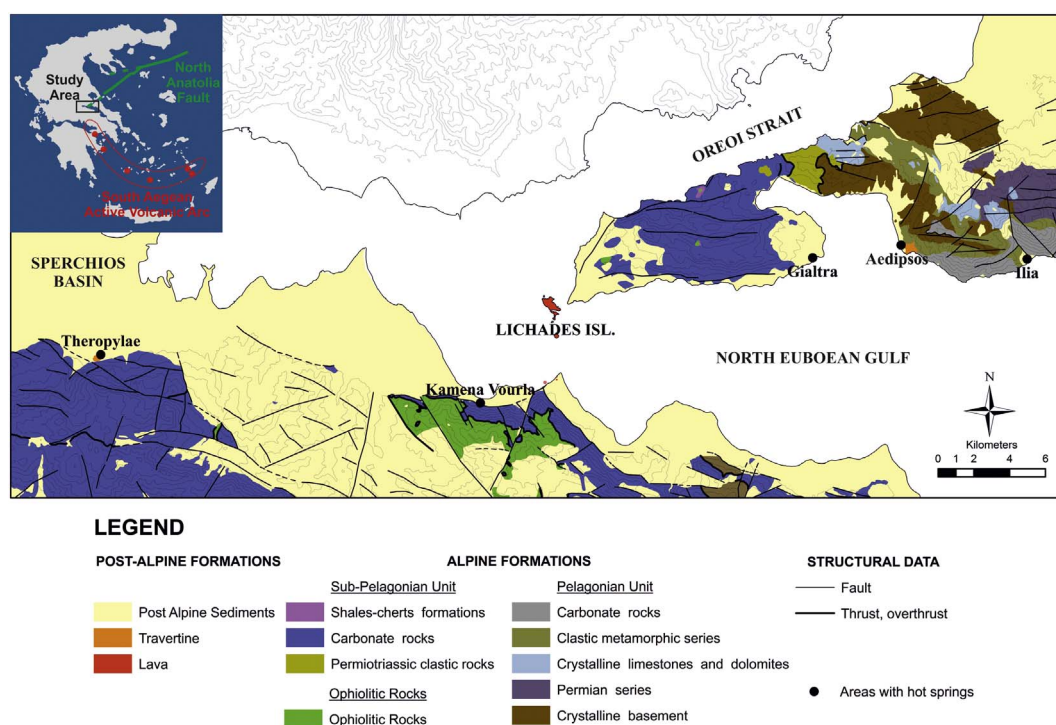 Study
Area
North
Anatolia
Fault
South Aegean
Active Volcanic Arc
OREOI STRAIT
SPERCHIOS
BASIN
Theropylae
Kamena Vourla
LICHADES ISL.
Gialtra
Aedipsos
Ilia
NORTH EUBOEAN GULF
N
Kilometers
0 1 2 4 6
LEGEND
POST-ALPINE FORMATIONS
Post Alpine Sediments
Travertine
Lava
ALPINE FORMATIONS
Sub-Pelagonian Unit
Shales-cherts formations
Carbonate rocks
Permiotriassic clastic rocks
Ophiolitic Rocks
Ophiolitic Rocks
Pelagonian Unit
Carbonate rocks
Clastic metamorphic series
Crystalline limestones and dolomites
Permian series
Crystalline basement
STRUCTURAL DATA
Fault
Thrust, overthrust
Areas with hot springs